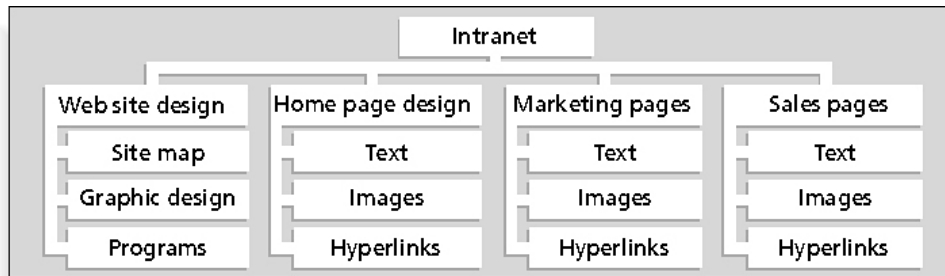 Intranet
Web site design
Site map
Graphic design
Programs
Home page design
Text
Images
Hyperlinks
Marketing pages
Text
Images
Hyperlinks
Sales pages
Text
Images
Hyperlinks